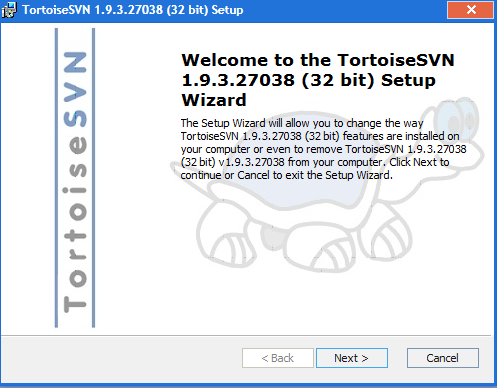 TortoiseSVN 1.9.3.27038 (32 bit) Setup
TortoiseSVN
Welcome to the TortoiseSVN
1.9.3.27038 (32 bit) Setup
Wizard
The Setup Wizard will allow you to change the way
TortoiseSVN 1.9.3.27038 (32 bit) features are installed on
your computer or even to remove TortoiseSVN 1.9.3.27038
(32 bit) v1.9.3.27038 from your computer. Click Next to
continue or Cancel to exit the Setup Wizard.
< Back
Next >
Cancel